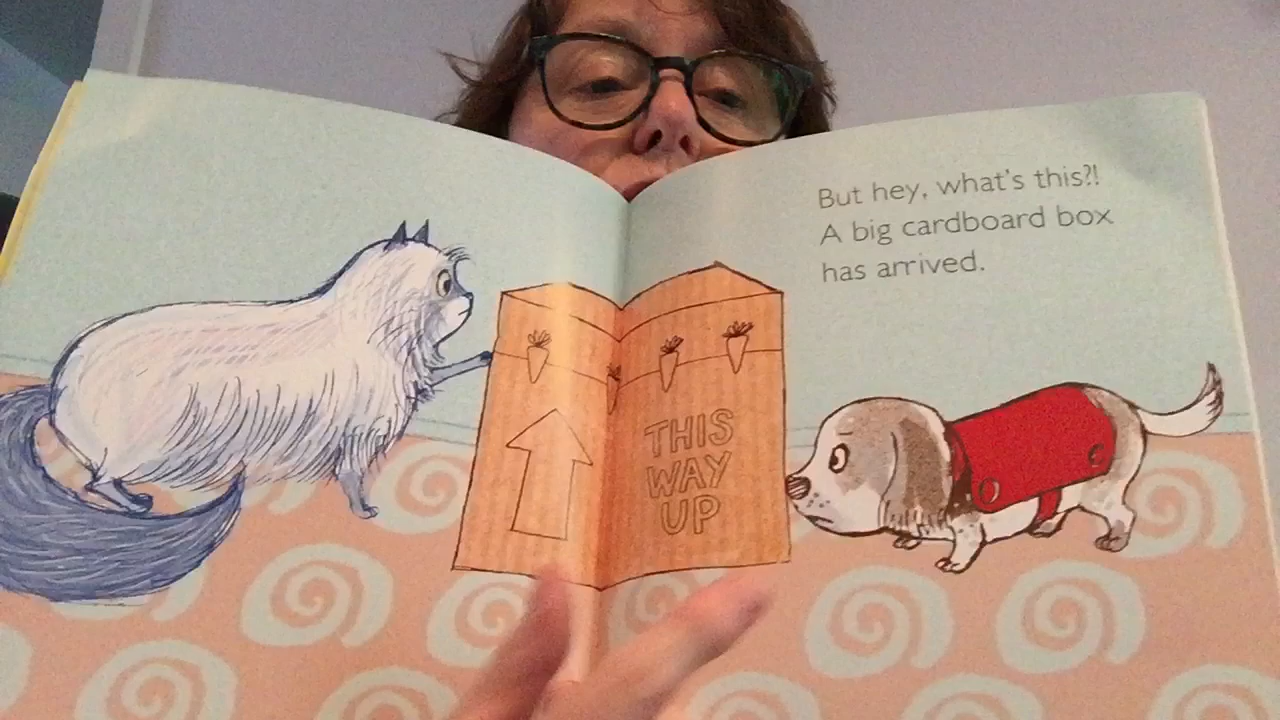 But hey, what's this?!
A big cardboard box
has arrived.
THIS
WAY
UP